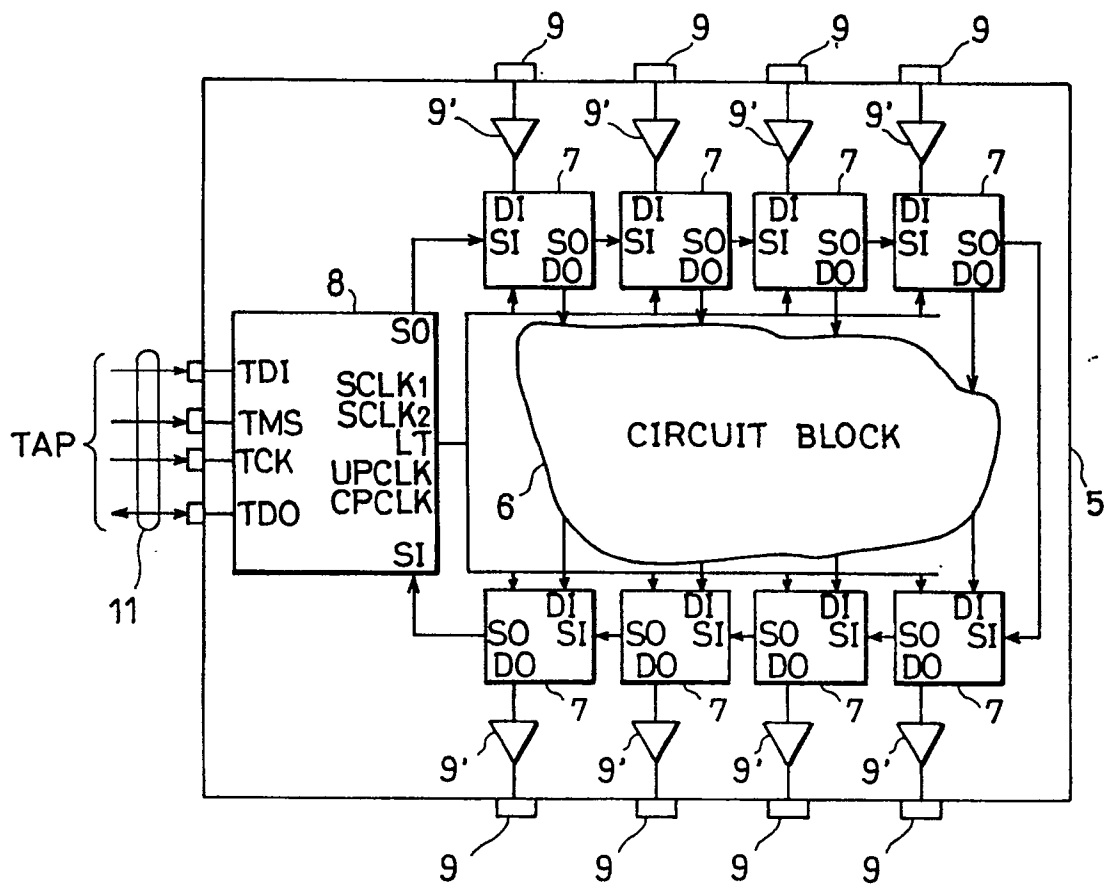 9 9 9 9
9' 9' 9' 9'
7 7 7 7
DI DI DI DI
SI SO SI SO SI SO SI SO
DO DO DO DO
8
SO
TDI
SCLK1
TMS SCLK2
TAP LT CIRCUIT BLOCK
TCK UPCLK
TDO CPCLK 6 5
SI
11
DI DI DI DI
SO SI SO SI SO SI SO SI
DO DO DO DO
7 7 7 7
9' 9' 9' 9'
9 9 9 9